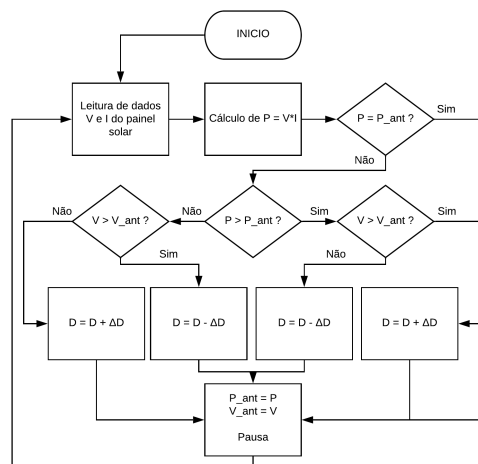 INICIO
Leitura de dados
V e I do painel
solar
Cálculo de P = V*I
P = P_ant ?
Sim
Não
Não
V > V_ant ?
Não
P > P_ant ?
Sim
V > V_ant ?
Sim
Sim
Não
D = D + ΔD
D = D - ΔD
D = D - ΔD
D = D + ΔD
P_ant = P
V_ant = V
Pausa